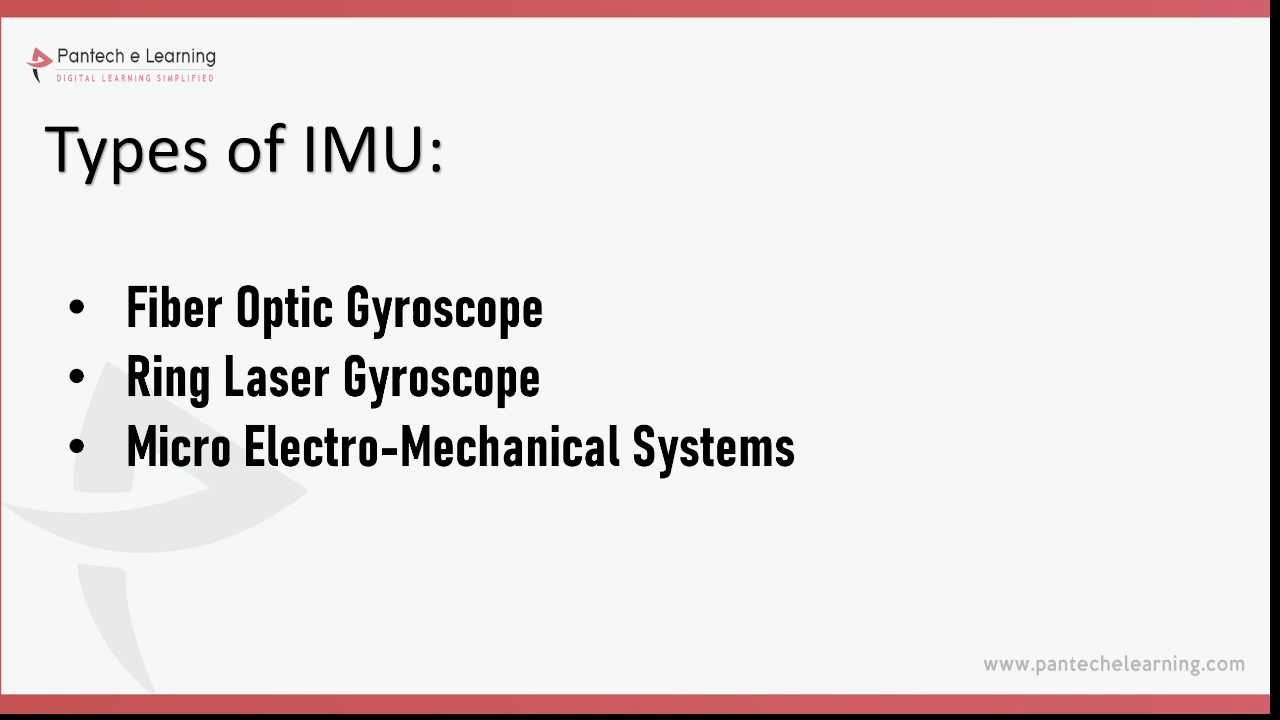 Pantech e Learning
DIGITAL LEARNING SIMPLIFIED
Types of IMU:
• Fiber Optic Gyroscope
• Ring Laser Gyroscope
• Micro Electro-Mechanical Systems
www.pantechelearning.com